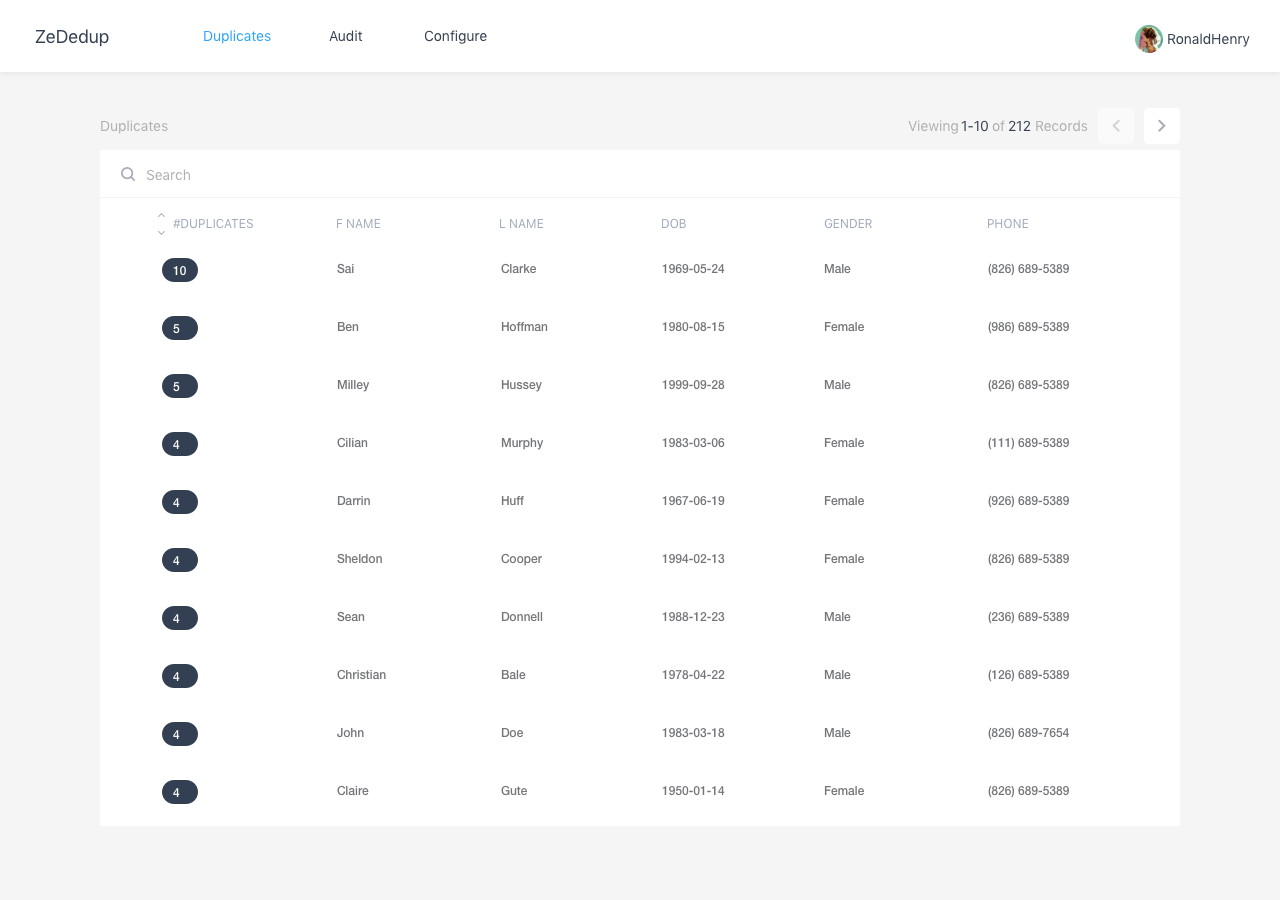 ZeDedup Duplicates Audit Configure RonaldHenry
Duplicates Viewing 1-10 of 212 Records
Search
#DUPLICATES F NAME L NAME DOB GENDER PHONE
10 Sai Clarke 1969-05-24 Male (826) 689-5389
5 Ben Hoffman 1980-08-15 Female (986) 689-5389
5 Milley Hussey 1999-09-28 Male (826) 689-5389
4 Cilian Murphy 1983-03-06 Female (111) 689-5389
4 Darrin Huff 1967-06-19 Female (926) 689-5389
4 Sheldon Cooper 1994-02-13 Female (826) 689-5389
4 Sean Donnell 1988-12-23 Male (236) 689-5389
4 Christian Bale 1978-04-22 Male (126) 689-5389
4 John Doe 1983-03-18 Male (826) 689-7654
4 Claire Gute 1950-01-14 Female (826) 689-5389